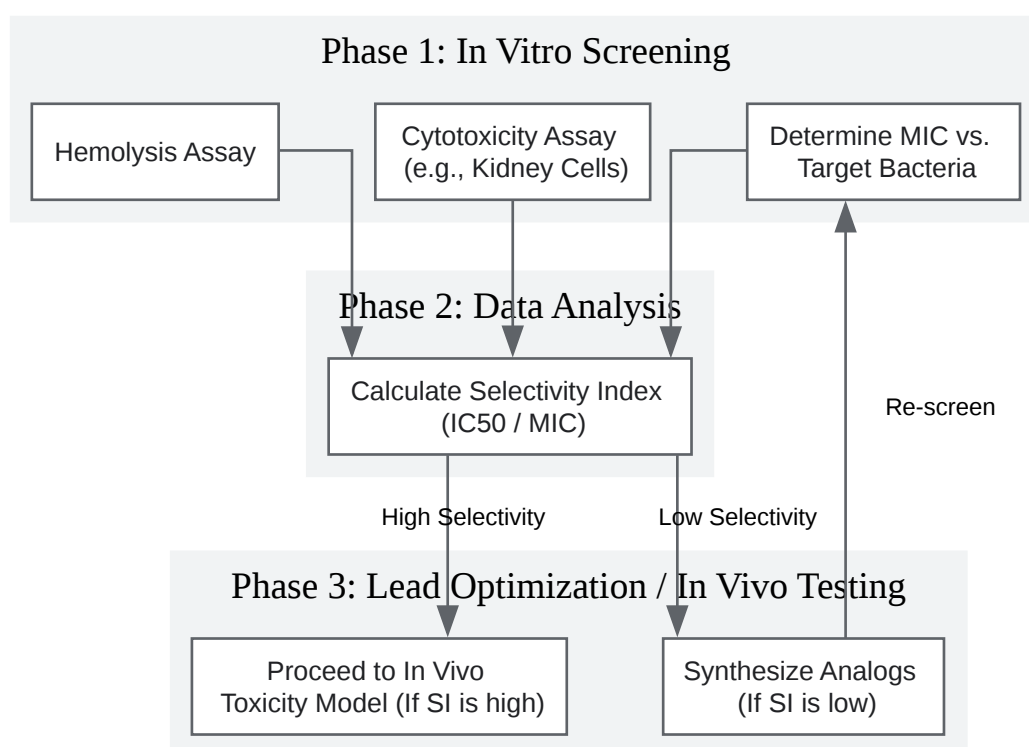 Phase 1: In Vitro Screening
Hemolysis Assay
Cytotoxicity Assay
(e.g., Kidney Cells)
Determine MIC vs.
Target Bacteria
Phase 2: Data Analysis
Calculate Selectivity Index
(IC50 / MIC)
Re-screen
High Selectivity
Low Selectivity
Phase 3: Lead Optimization / In Vivo Testing
Proceed to In Vivo
Toxicity Model (If SI is high)
Synthesize Analogs
(If SI is low)